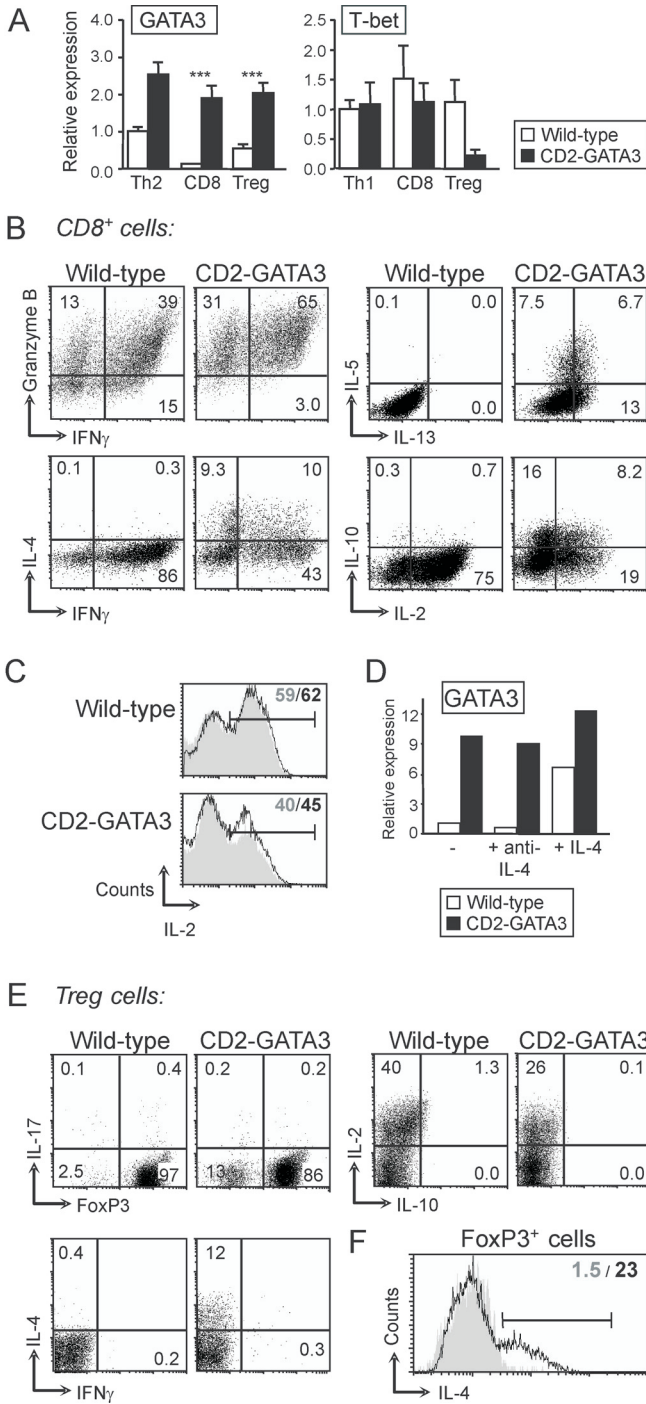 A
GATA3
T-bet
Relative expression
4.0
3.0
2.0
1.0
0.0
*** ***
Th2 CD8 Treg
2.0
1.5
1.0
0.5
0.0
Th1 CD8 Treg
Wild-type
CD2-GATA3
B CD8+ cells:
Wild-type CD2-GATA3 Wild-type CD2-GATA3
Granzyme B
13 39
15
31 65
3.0
IFNγ
IL-5
0.1 0.0
0.0
7.5 6.7
13
IL-13
IL-4
0.1 0.3
86
9.3 10
43
IFNγ
IL-10
0.3 0.7
75
16 8.2
19
IL-2
C
Wild-type
59/62
CD2-GATA3
40/45
Counts
IL-2
D
GATA3
Relative expression
12
9
6
3
0
- + anti- + IL-4
IL-4
Wild-type
CD2-GATA3
E Treg cells:
Wild-type CD2-GATA3 Wild-type CD2-GATA3
IL-17
0.1 0.4
2.5 97
0.2 0.2
13 86
FoxP3
IL-2
40 1.3
0.0
26 0.1
0.0
IL-10
IL-4
0.4
0.2
12
0.3
IFNγ
F
FoxP3+ cells
1.5 / 23
Counts
IL-4